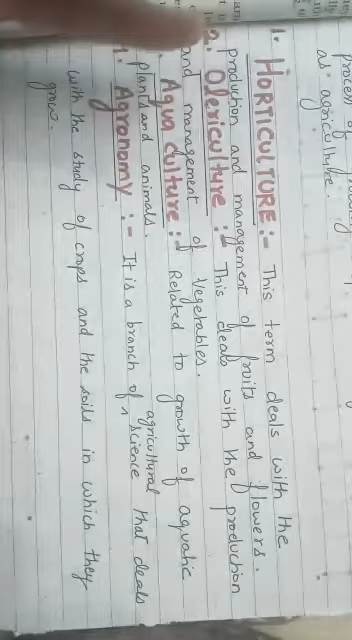 process of
as agriculture.
1. HORTICULTURE:- This term deals with the
production and management of fruits and flowers.
2. Olericulture:- This deals with the production
and management of vegetables.
Aqua culture:- Related to growth of aquatic
plants and animals.
Agronomy:- It is a branch of agricultural science that deals
with the study of crops and the soils in which they
grow.